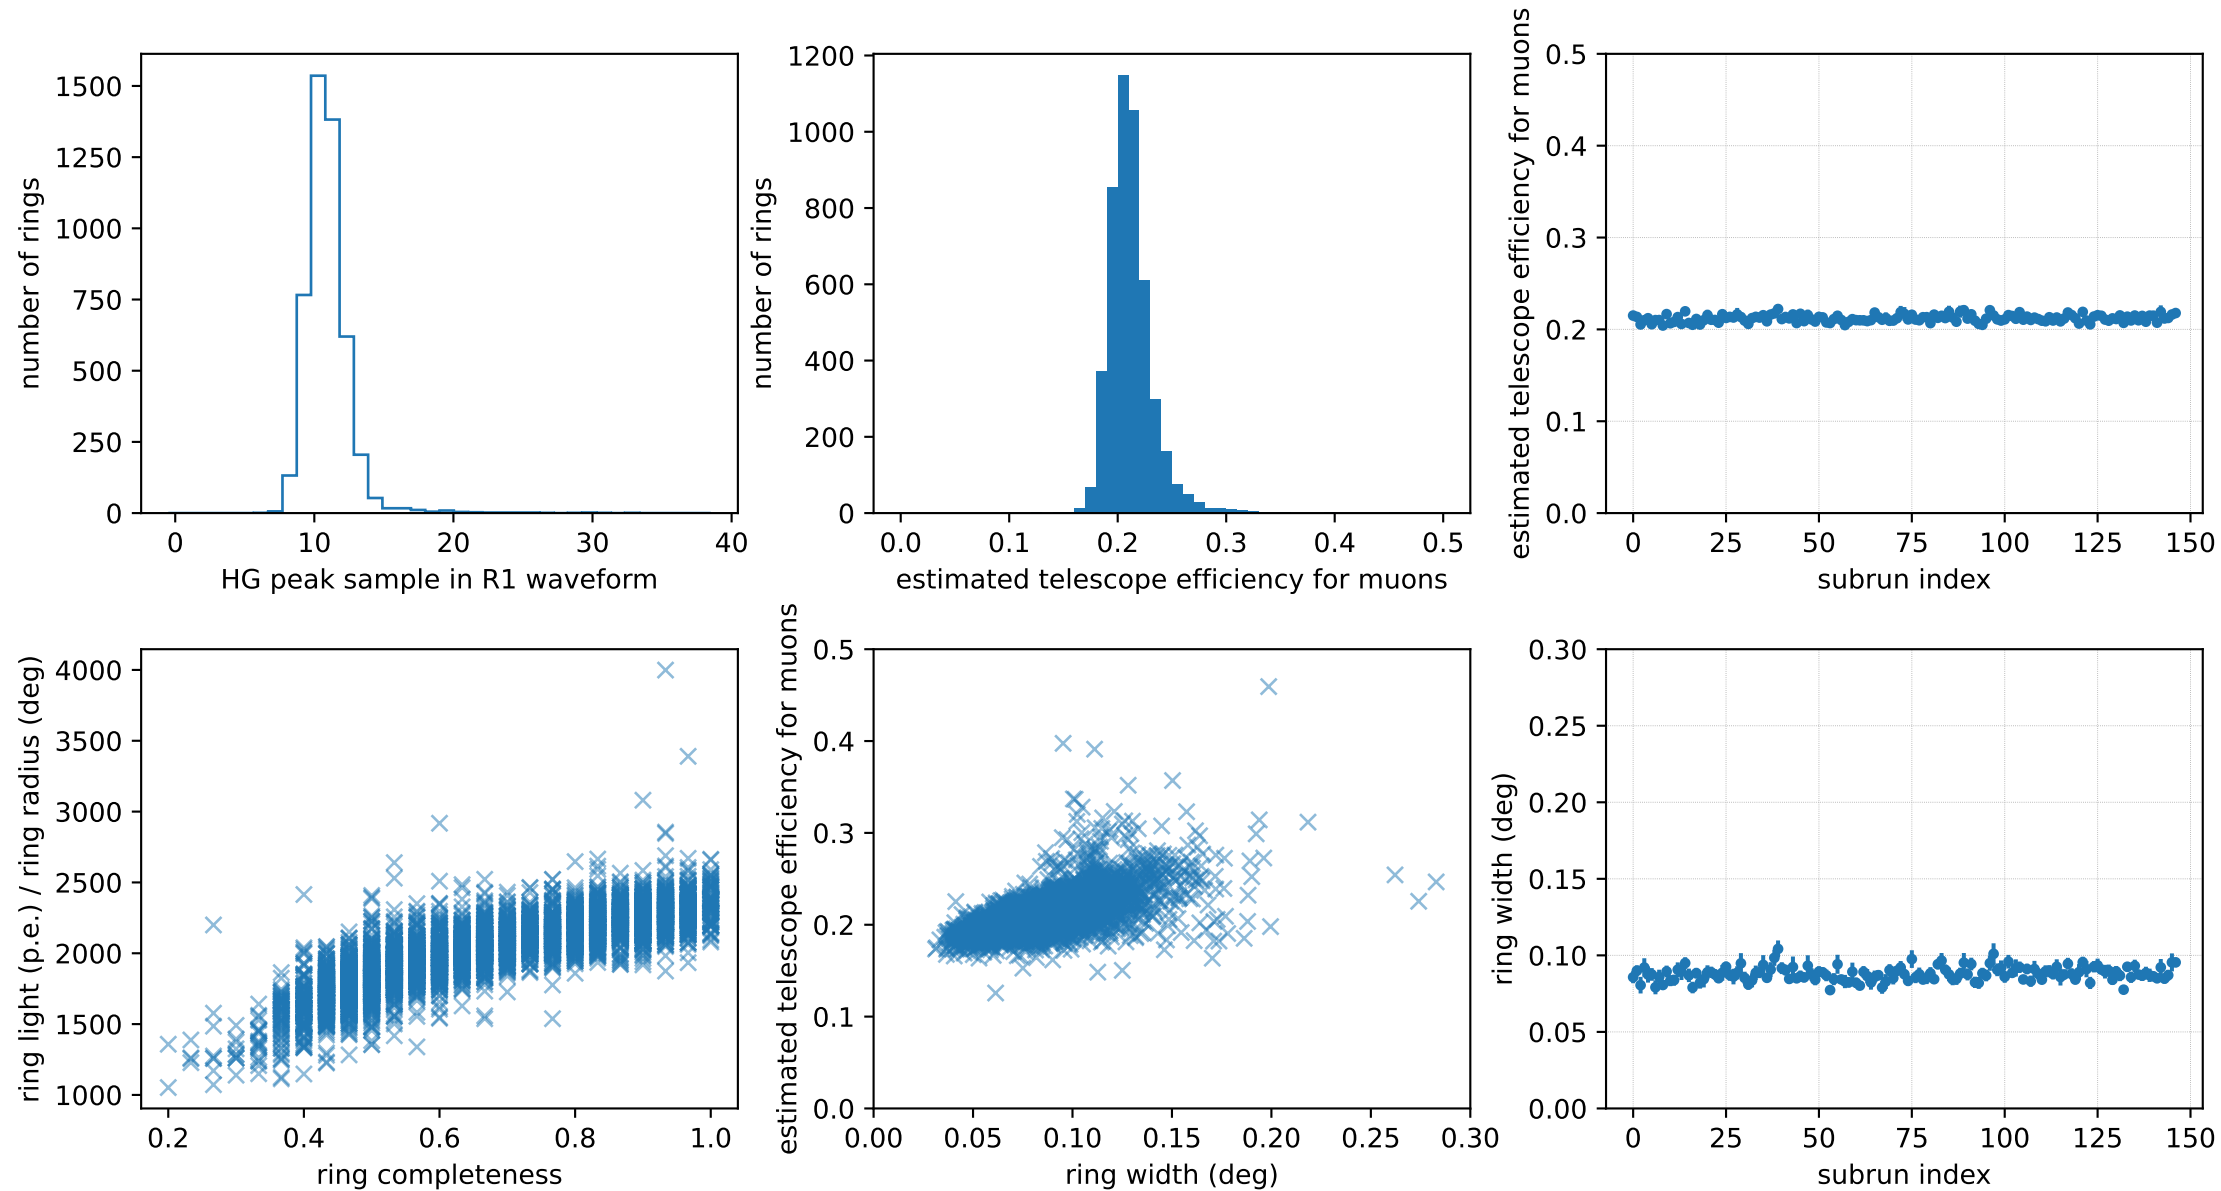 number of rings
1500
1250
1000
750
500
250
0
0 10 20 30 40
HG peak sample in R1 waveform
number of rings
1200
1000
800
600
400
200
0
0.0 0.1 0.2 0.3 0.4 0.5
estimated telescope efficiency for muons
estimated telescope efficiency for muons
0.5
0.4
0.3
0.2
0.1
0.0
0 25 50 75 100 125 150
subrun index
ring light (p.e.) / ring radius (deg)
4000
3500
3000
2500
2000
1500
1000
0.2 0.4 0.6 0.8 1.0
ring completeness
estimated telescope efficiency for muons
0.5
0.4
0.3
0.2
0.1
0.0
0.00 0.05 0.10 0.15 0.20 0.25 0.30
ring width (deg)
ring width (deg)
0.30
0.25
0.20
0.15
0.10
0.05
0.00
0 25 50 75 100 125 150
subrun index